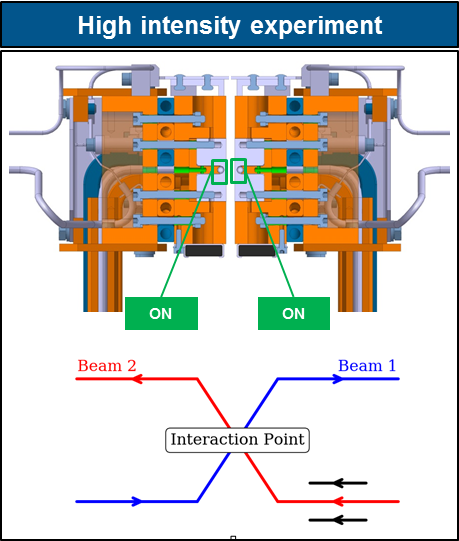 High intensity experiment
ON
ON
Beam 2
Beam 1
Interaction Point